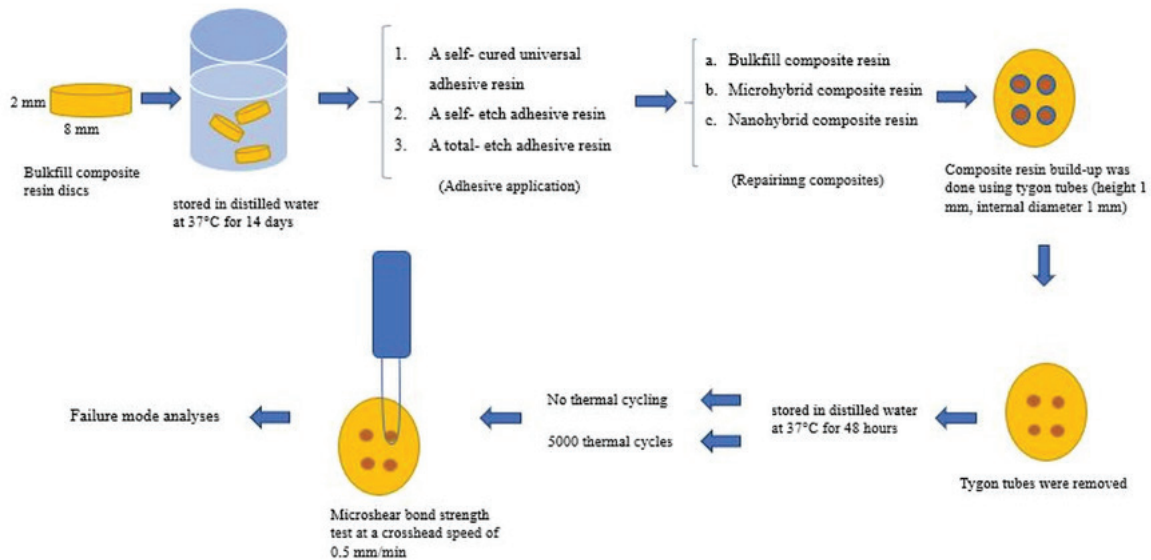 2 mm
8 mm
Bulkfill composite
resin discs
stored in distilled water
at 37°C for 14 days
1. A self- cured universal
adhesive resin
2. A self- etch adhesive resin
3. A total- etch adhesive resin
(Adhesive application)
a. Bulkfill composite resin
b. Microhybrid composite resin
c. Nanohybrid composite resin
(Repairinng composites)
Composite resin build-up was
done using tygon tubes (height 1
mm, internal diameter 1 mm)
Tygon tubes were removed
stored in distilled water
at 37°C for 48 hours
No thermal cycling
5000 thermal cycles
Microshear bond strength
test at a crosshead speed of
0.5 mm/min
Failure mode analyses